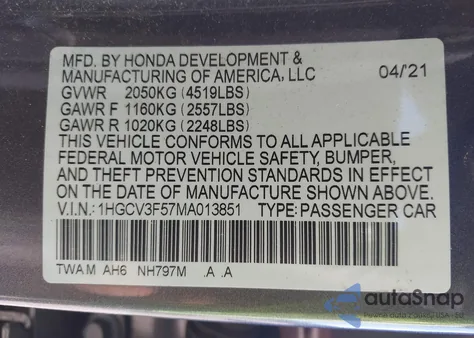 MFD. BY HONDA DEVELOPMENT &
MANUFACTURING OF AMERICA, LLC 04/'21
GVWR 2050KG (4519LBS)
GAWR F 1160KG (2557LBS)
GAWR R 1020KG (2248LBS)
THIS VEHICLE CONFORMS TO ALL APPLICABLE
FEDERAL MOTOR VEHICLE SAFETY, BUMPER,
AND THEFT PREVENTION STANDARDS IN EFFECT
ON THE DATE OF MANUFACTURE SHOWN ABOVE.
V.I.N.: 1HGCV3F57MA013851 TYPE: PASSENGER CAR
TWAM AH6 NH797M .A .A
autoSnap